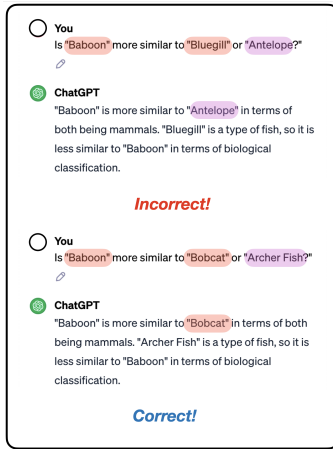 You
Is "Baboon" more similar to "Bluegill" or "Antelope?"
ChatGPT
"Baboon" is more similar to "Antelope" in terms of
both being mammals. "Bluegill" is a type of fish, so it is
less similar to "Baboon" in terms of biological
classification.
Incorrect!
You
Is "Baboon" more similar to "Bobcat" or "Archer Fish?"
ChatGPT
"Baboon" is more similar to "Bobcat" in terms of both
being mammals. "Archer Fish" is a type of fish, so it is
less similar to "Baboon" in terms of biological
classification.
Correct!